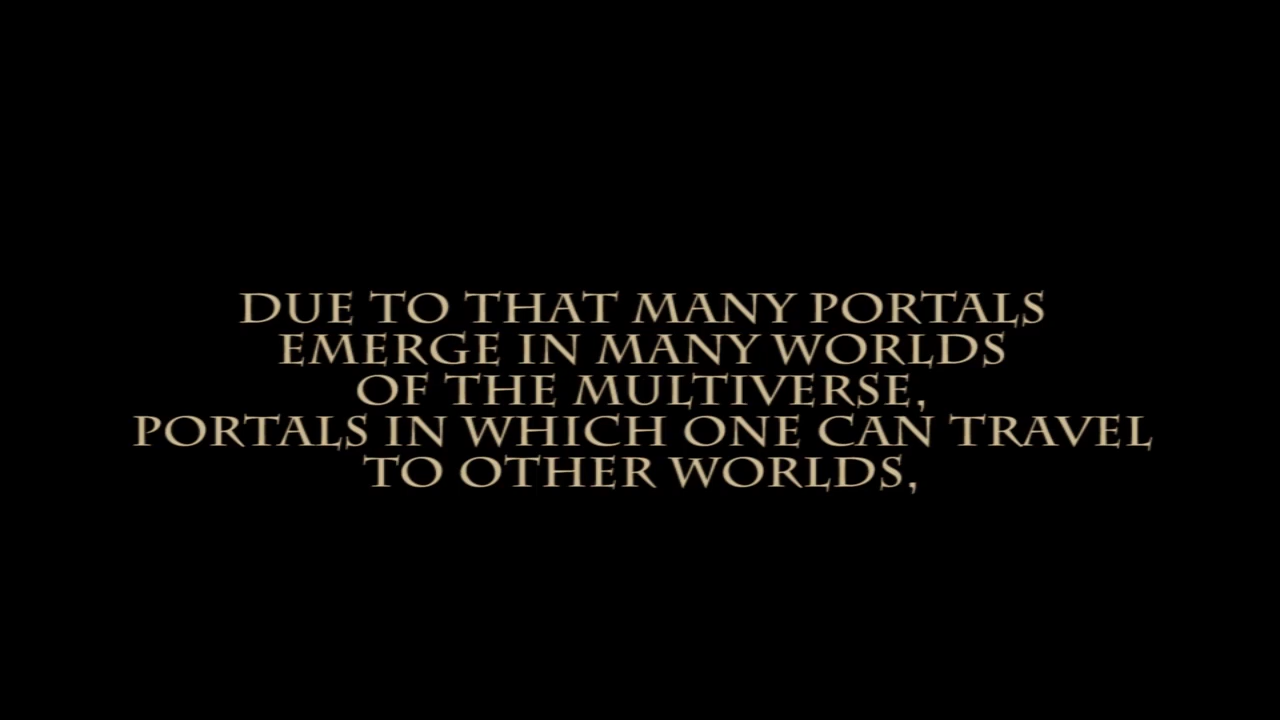 DUE TO THAT MANY PORTALS
EMERGE IN MANY WORLDS
OF THE MULTIVERSE,
PORTALS IN WHICH ONE CAN TRAVEL
TO OTHER WORLDS,